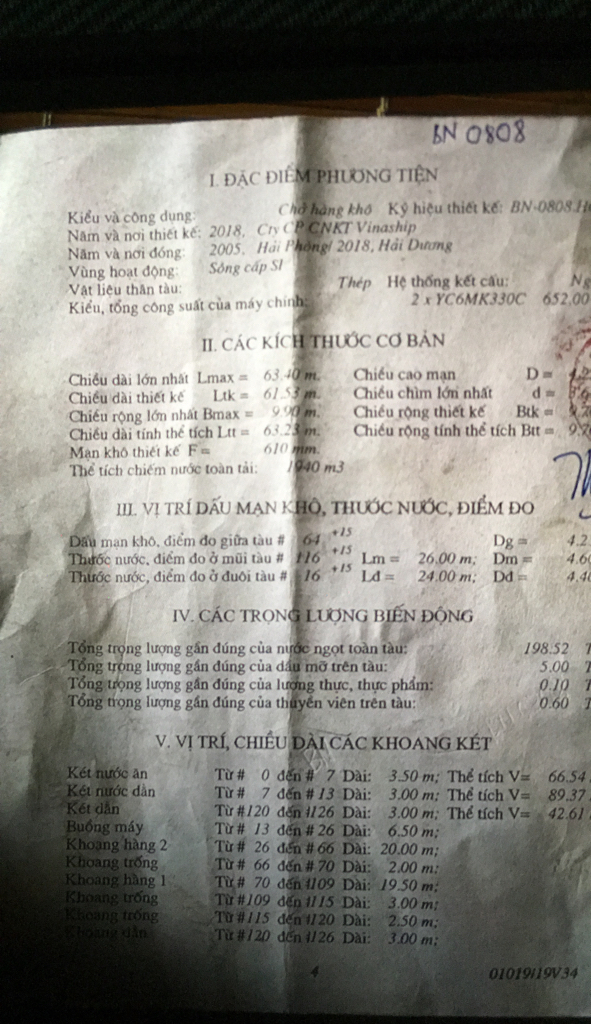 BN 0808
I. ĐẶC ĐIỂM PHƯƠNG TIỆN
Kiểu và công dụng: Chở hàng khô Ký hiệu thiết kế: BN-0808.H
Năm và nơi thiết kế: 2018, Cty CP CNKT Vinaship
Năm và nơi đóng: 2005, Hải Phòng/ 2018, Hải Dương
Vùng hoạt động: Sông cấp SI
Vật liệu thân tàu: Thép Hệ thống kết cấu: Ng
Kiểu, tổng công suất của máy chính: 2 x YC6MK330C 652,00
II. CÁC KÍCH THƯỚC CƠ BẢN
Chiều dài lớn nhất Lmax = 63.40 m. Chiều cao mạn D =
Chiều dài thiết kế Ltk = 61.53 m. Chiều chìm lớn nhất d =
Chiều rộng lớn nhất Bmax = 9.90 m. Chiều rộng thiết kế Btk =
Chiều dài tính thể tích Ltt = 63.23 m. Chiều rộng tính thể tích Btt =
Mạn khô thiết kế F = 610 mm.
Thể tích chiếm nước toàn tải: 1940 m3
III. VỊ TRÍ DẤU MẠN KHÔ, THƯỚC NƯỚC, ĐIỂM ĐO
Dấu mạn khô, điểm đo giữa tàu # 64 +15 Dg = 4.2
Thước nước, điểm đo ở mũi tàu # 116 +15 Lm = 26.00 m; Dm = 4.60
Thước nước, điểm đo ở đuôi tàu # 16 +15 Lđ = 24.00 m; Dđ = 4.40
IV. CÁC TRỌNG LƯỢNG BIẾN ĐỘNG
Tổng trọng lượng gần đúng của nước ngọt toàn tàu: 198.52 T
Tổng trọng lượng gần đúng của dầu mỡ trên tàu: 5.00 T
Tổng trọng lượng gần đúng của lương thực, thực phẩm: 0.10 T
Tổng trọng lượng gần đúng của thuyền viên trên tàu: 0.60 T
V. VỊ TRÍ, CHIỀU DÀI CÁC KHOANG KÉT
Két nước ăn Từ # 0 đến # 7 Dài: 3.50 m; Thể tích V= 66.54
Két nước dằn Từ # 7 đến # 13 Dài: 3.00 m; Thể tích V= 89.37
Két dằn Từ #120 đến #126 Dài: 3.00 m; Thể tích V= 42.61
Buồng máy Từ # 13 đến # 26 Dài: 6.50 m;
Khoang hàng 2 Từ # 26 đến # 66 Dài: 20.00 m;
Khoang trống Từ # 66 đến # 70 Dài: 2.00 m;
Khoang hàng 1 Từ # 70 đến #109 Dài: 19.50 m;
Khoang trống Từ #109 đến #115 Dài: 3.00 m;
Khoang trống Từ #115 đến #120 Dài: 2.50 m;
Khoang dằn Từ #120 đến #126 Dài: 3.00 m;
4
01019/19V34